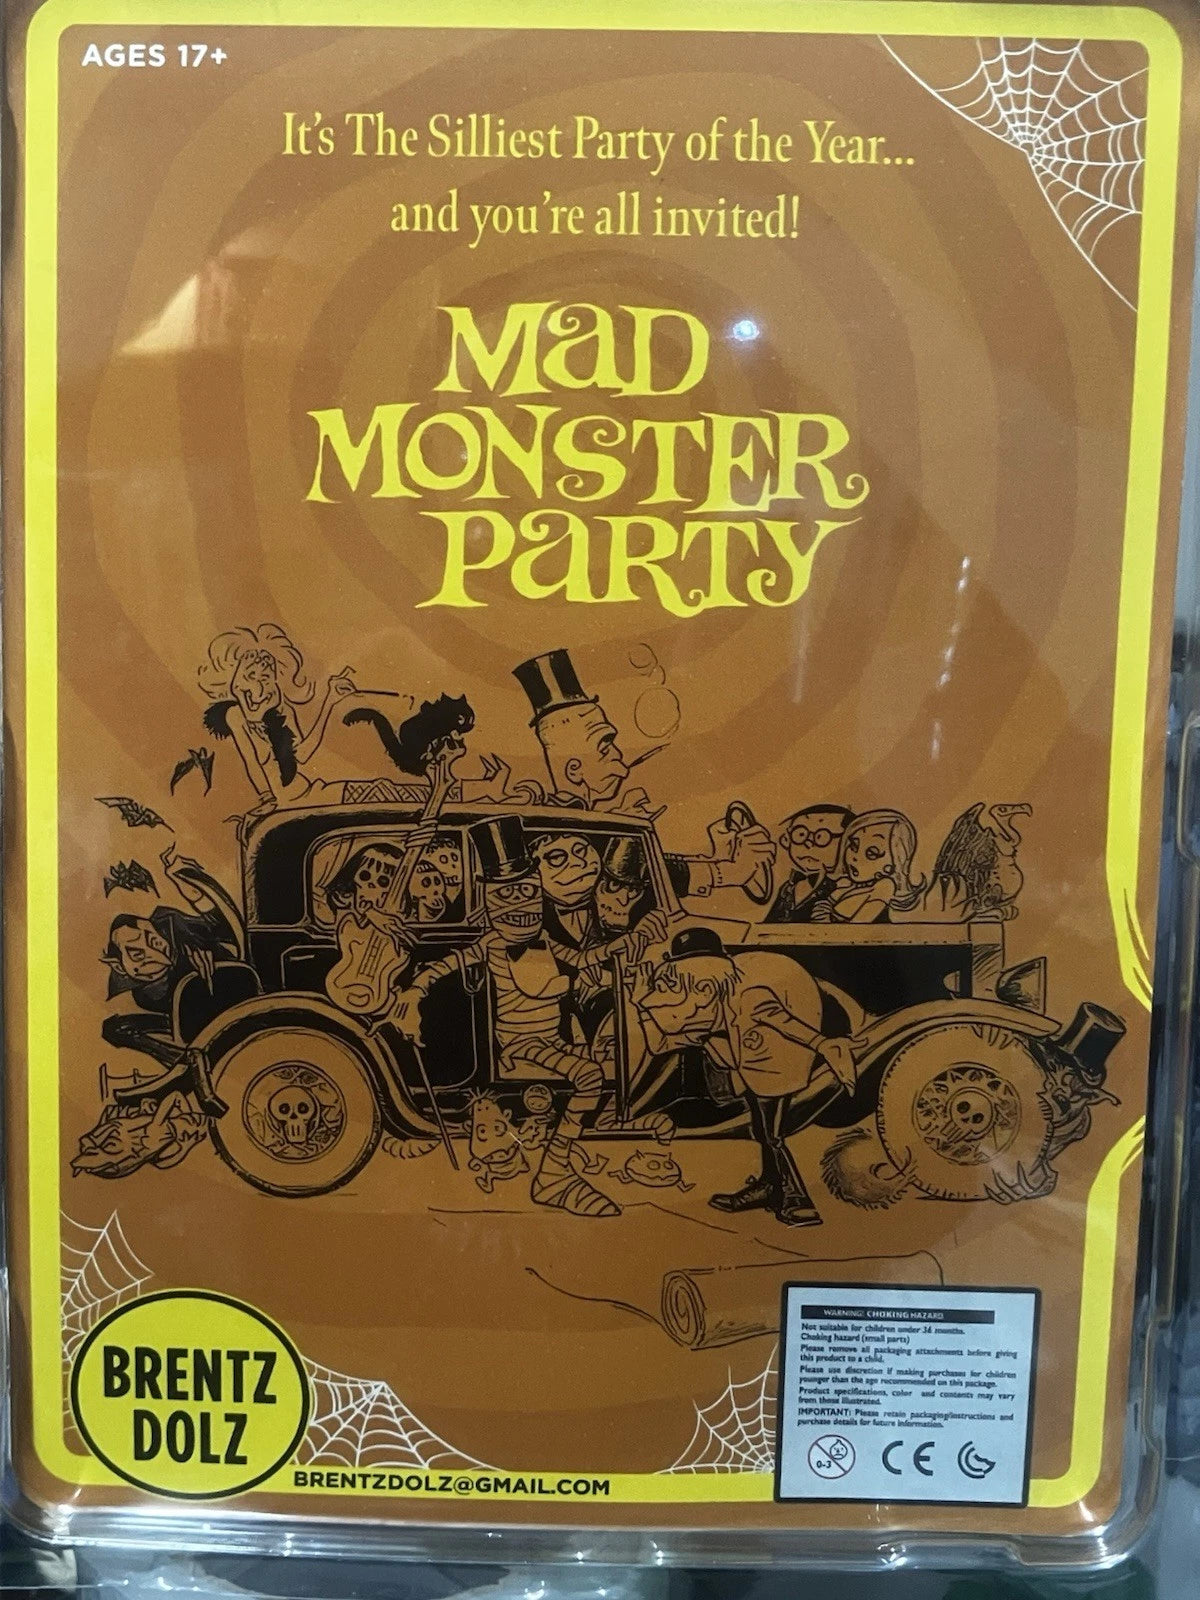 AGES 17+
It's The Silliest Party of the Year...
and you're all invited!
MaD
MONSTER
PaRTY
BRENTZ
DOLZ
BRENTZDOLZ@GMAIL.COM
WARNING: CHOKING HAZARD
Not suitable for children under 36 months.
Choking hazard (small parts)
Please remove all packaging attachments before giving
this product to a child.
Please use discretion if making purchases for children
younger than the age recommended on this package.
Product specifications, color and contents may vary
from those illustrated.
IMPORTANT: Please retain packaging/instructions and
purchase details for future information.
0-3
CE